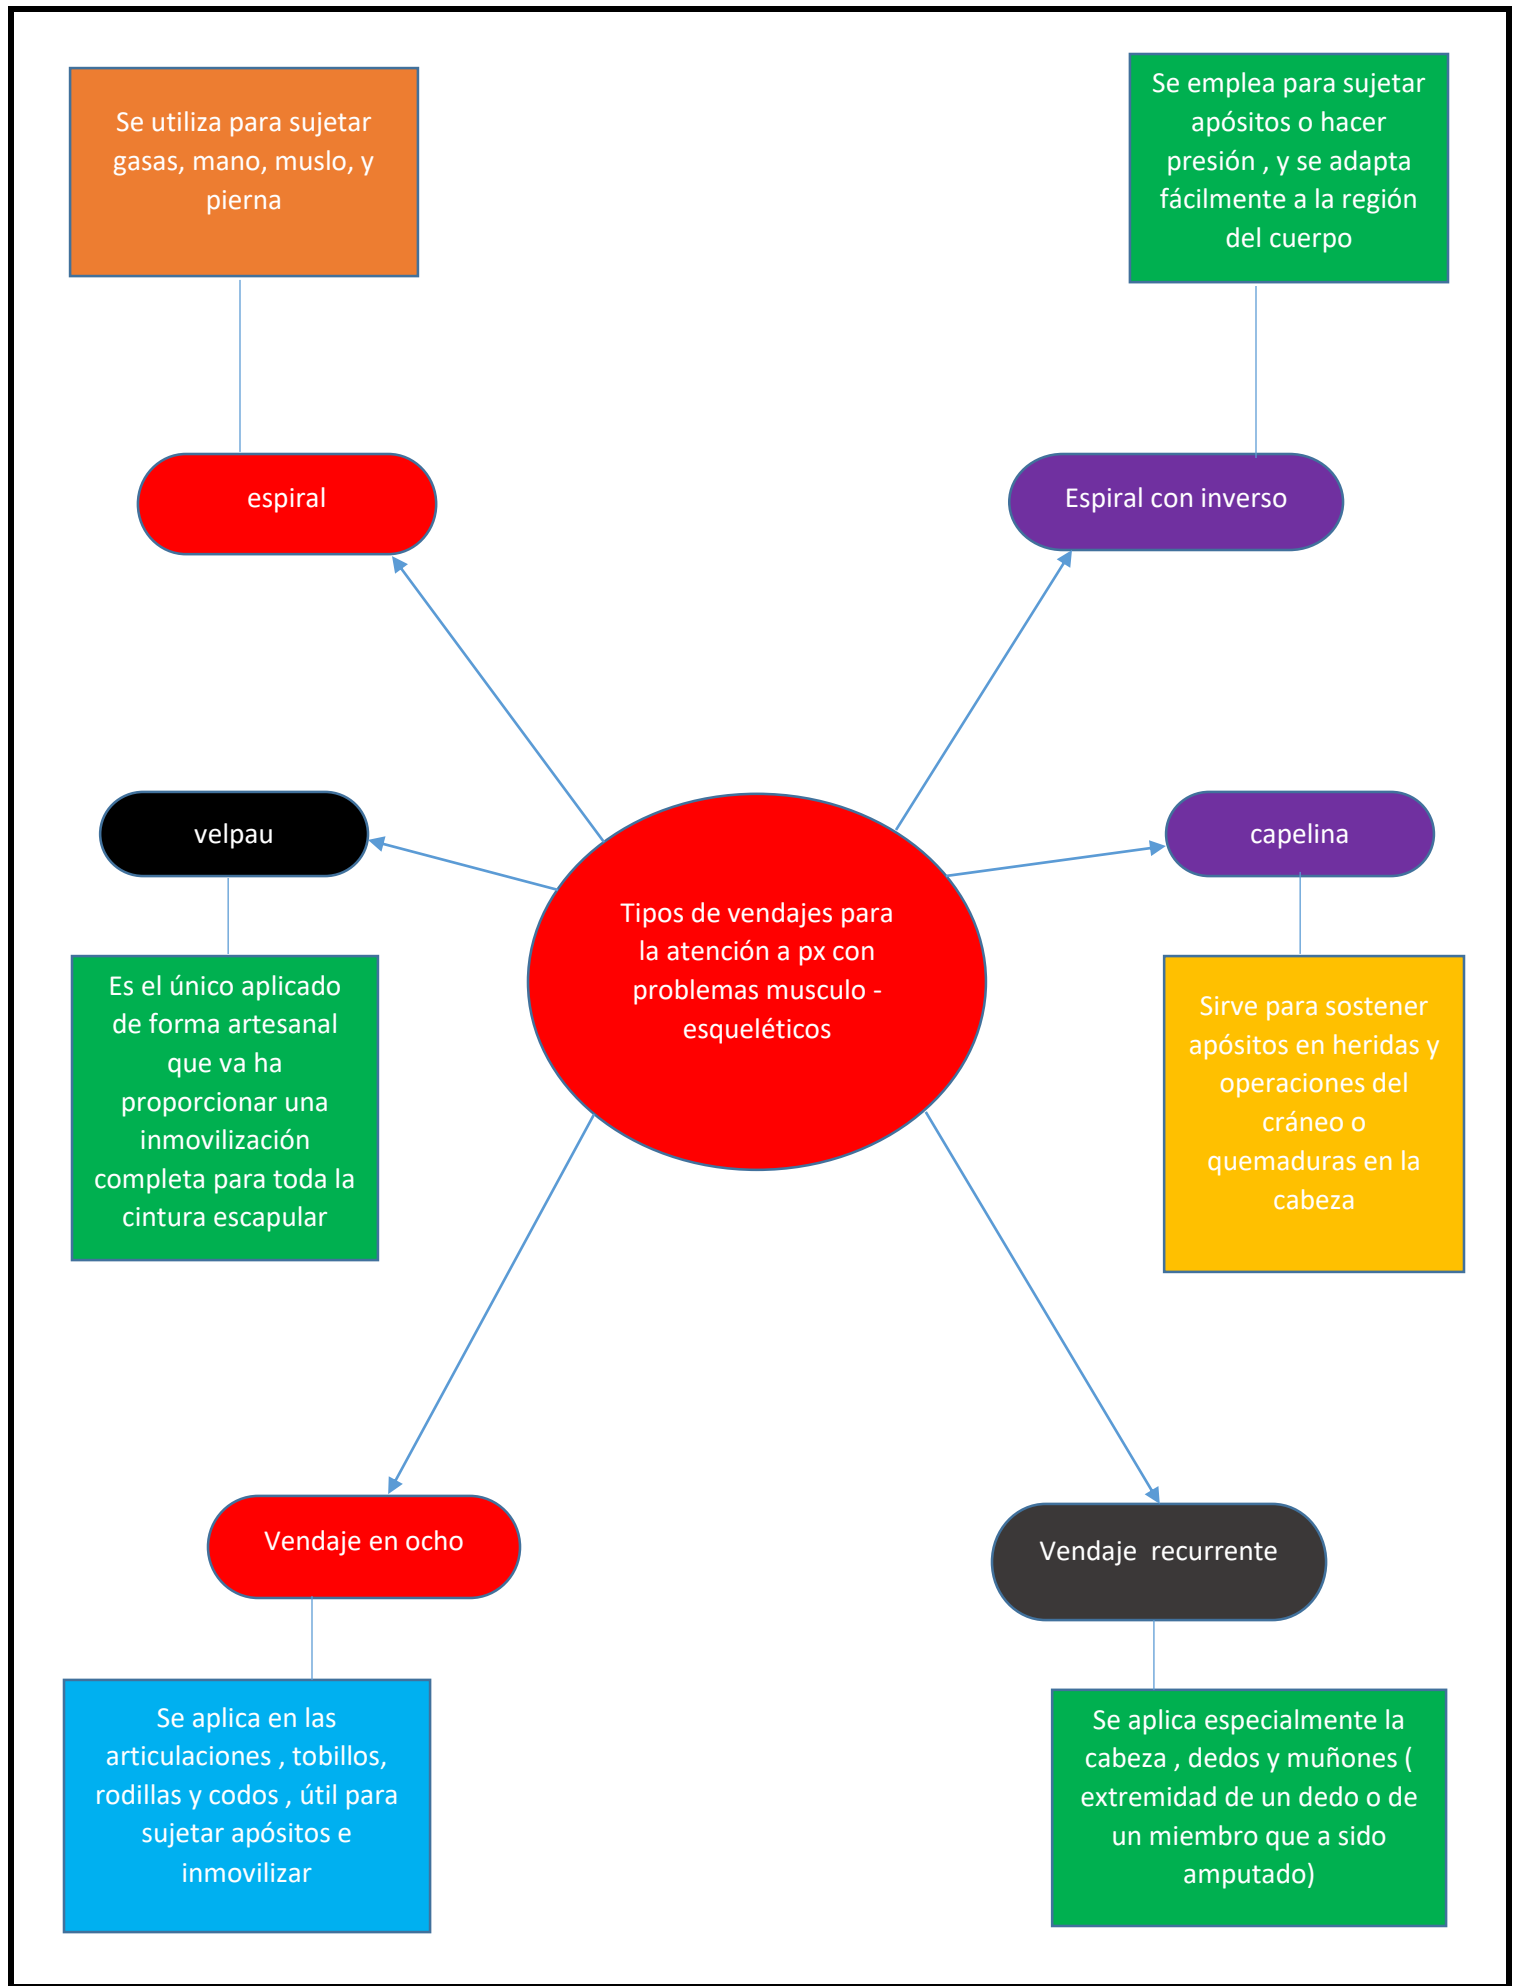 Se utiliza para sujetar
gasas, mano, muslo, y
pierna
Se emplea para sujetar
apósitos o hacer
presión , y se adapta
fácilmente a la región
del cuerpo
espiral
Espiral con inverso
velpau
capelina
Tipos de vendajes para
la atención a px con
problemas musculo -
esqueléticos
Es el único aplicado
de forma artesanal
que va ha
proporcionar una
inmovilización
completa para toda la
cintura escapular
Sirve para sostener
apósitos en heridas y
operaciones del
cráneo o
quemaduras en la
cabeza
Vendaje en ocho
Vendaje  recurrente
Se aplica en las
articulaciones , tobillos,
rodillas y codos , útil para
sujetar apósitos e
inmovilizar
Se aplica especialmente la
cabeza , dedos y muñones (
extremidad de un dedo o de
un miembro que a sido
amputado)